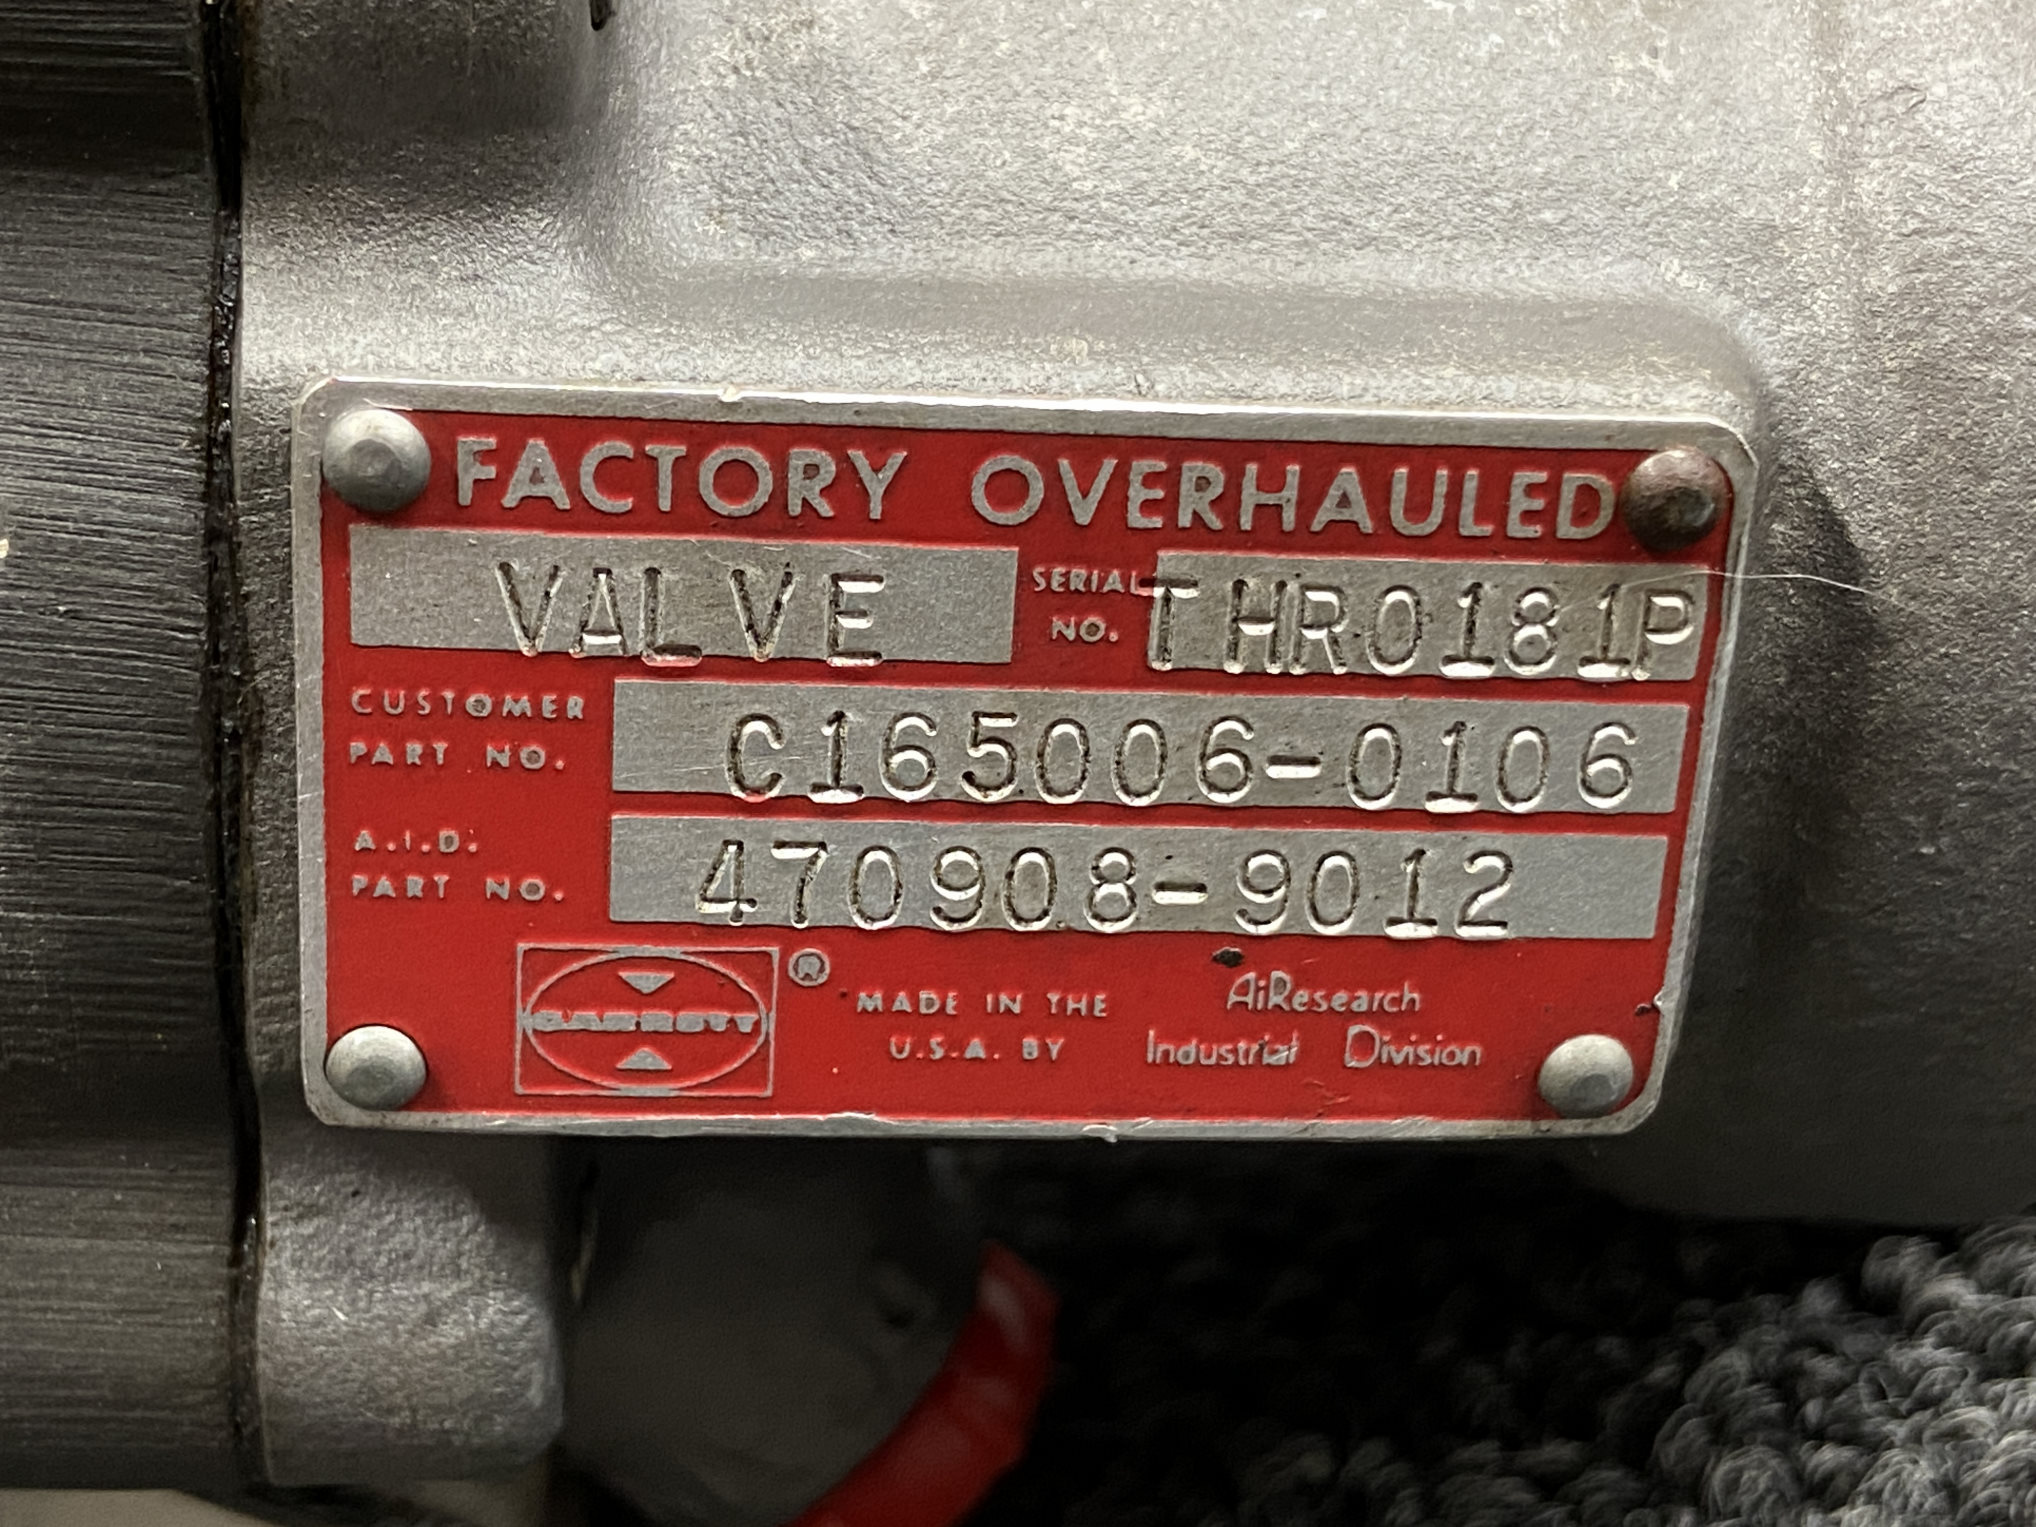 FACTORY OVERHAULED
VALVE SERIAL NO. THR0181P
CUSTOMER PART NO. C165006-0106
A.I.D. PART NO. 470908-9012
GARRETT ®
MADE IN THE U.S.A. BY
AiResearch
Industrial Division